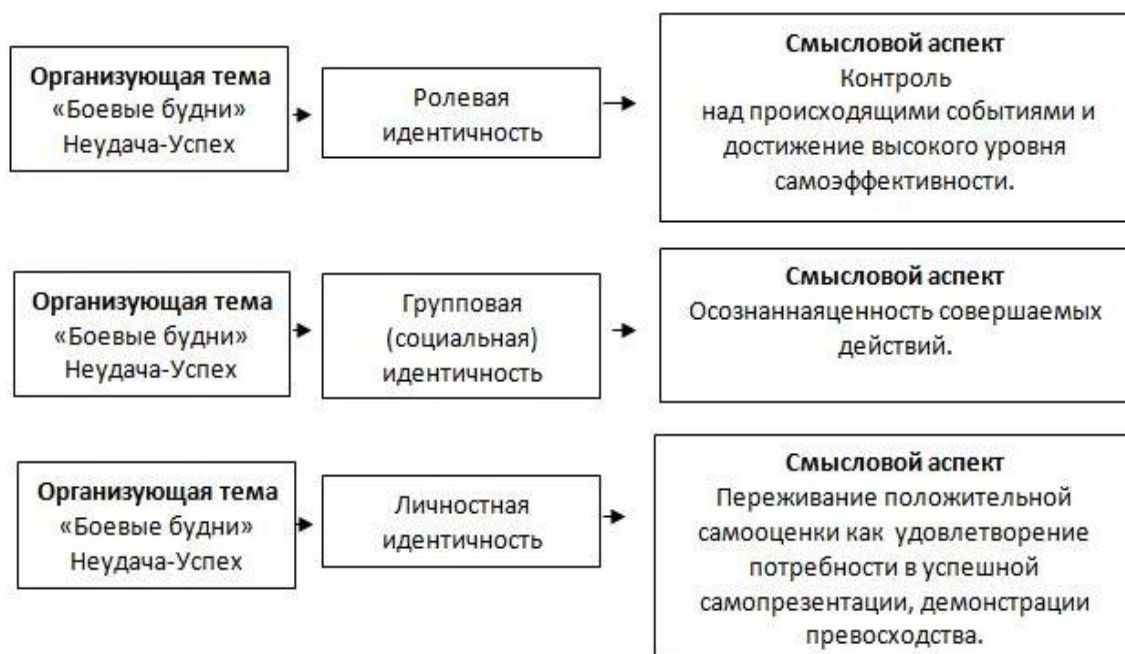 Организующая тема
«Боевые будни»
Неудача-Успех
Ролевая
идентичность
Смысловой аспект
Контроль
над происходящими событиями и
достижение высокого уровня
самоэффективности.
Организующая тема
«Боевые будни»
Неудача-Успех
Групповая
(социальная)
идентичность
Смысловой аспект
Осознаннаяценность совершаемых
действий.
Организующая тема
«Боевые будни»
Неудача-Успех
Личностная
идентичность
Смысловой аспект
Переживание положительной
самооценки как удовлетворение
потребности в успешной
самопрезентации, демонстрации
превосходства.